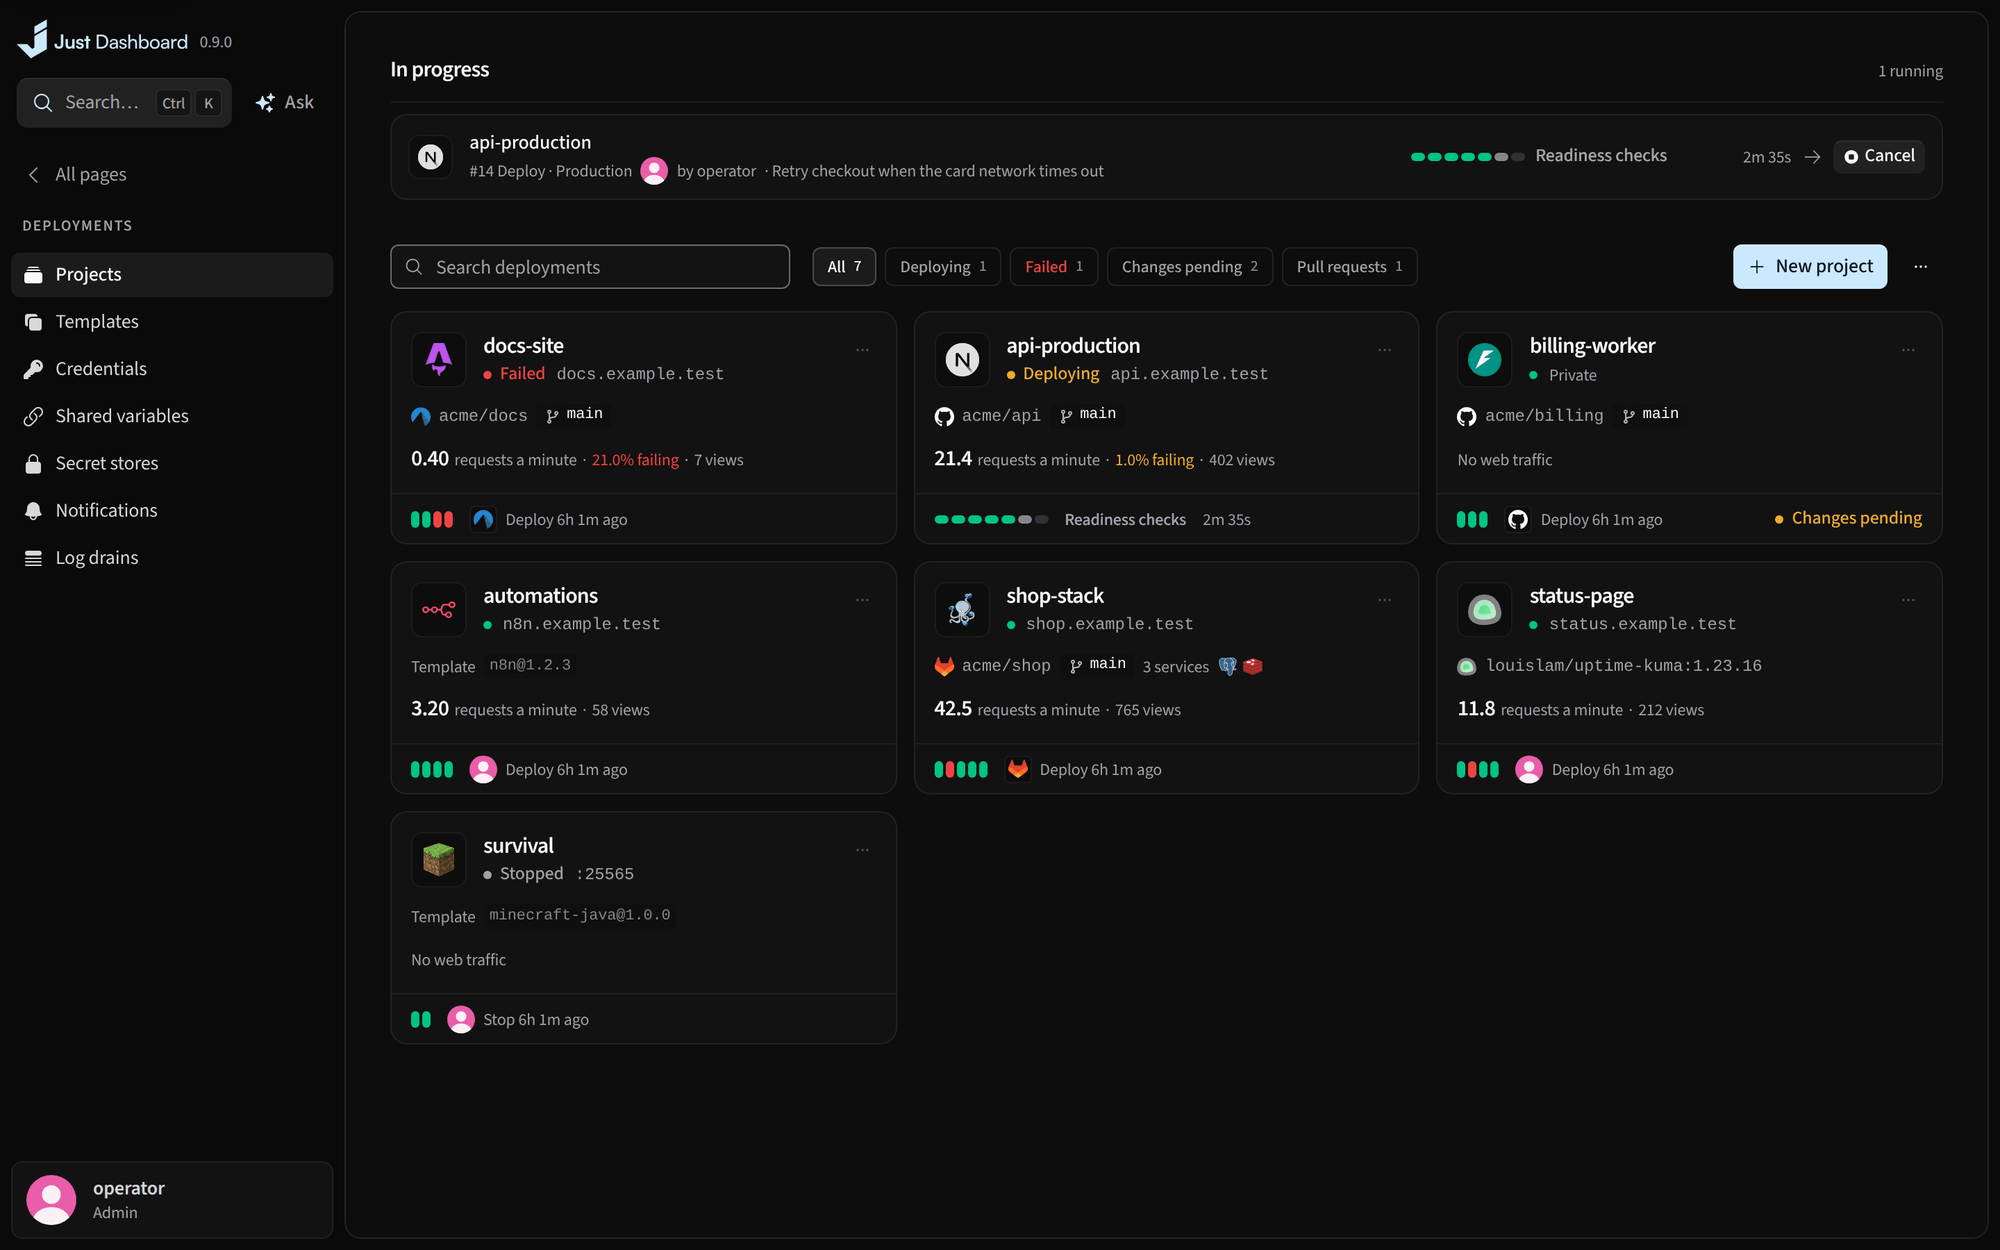 Just Dashboard 0.9.0
Search... Ctrl K
Ask
All pages
DEPLOYMENTS
Projects
Templates
Credentials
Shared variables
Secret stores
Notifications
Log drains
operator
Admin
In progress
1 running
N
api-production
#14 Deploy · Production by operator · Retry checkout when the card network times out
Readiness checks
2m 35s
Cancel
Search deployments
All 7
Deploying 1
Failed 1
Changes pending 2
Pull requests 1
New project
docs-site
Failed docs.example.test
acme/docs main
0.40 requests a minute · 21.0% failing · 7 views
Deploy 6h 1m ago
N
api-production
Deploying api.example.test
acme/api main
21.4 requests a minute · 1.0% failing · 402 views
Readiness checks 2m 35s
billing-worker
Private
acme/billing main
No web traffic
Deploy 6h 1m ago
Changes pending
automations
n8n.example.test
Template n8n@1.2.3
3.20 requests a minute · 58 views
Deploy 6h 1m ago
shop-stack
shop.example.test
acme/shop main 3 services
42.5 requests a minute · 765 views
Deploy 6h 1m ago
status-page
status.example.test
louislam/uptime-kuma:1.23.16
11.8 requests a minute · 212 views
Deploy 6h 1m ago
survival
Stopped :25565
Template minecraft-java@1.0.0
No web traffic
Stop 6h 1m ago